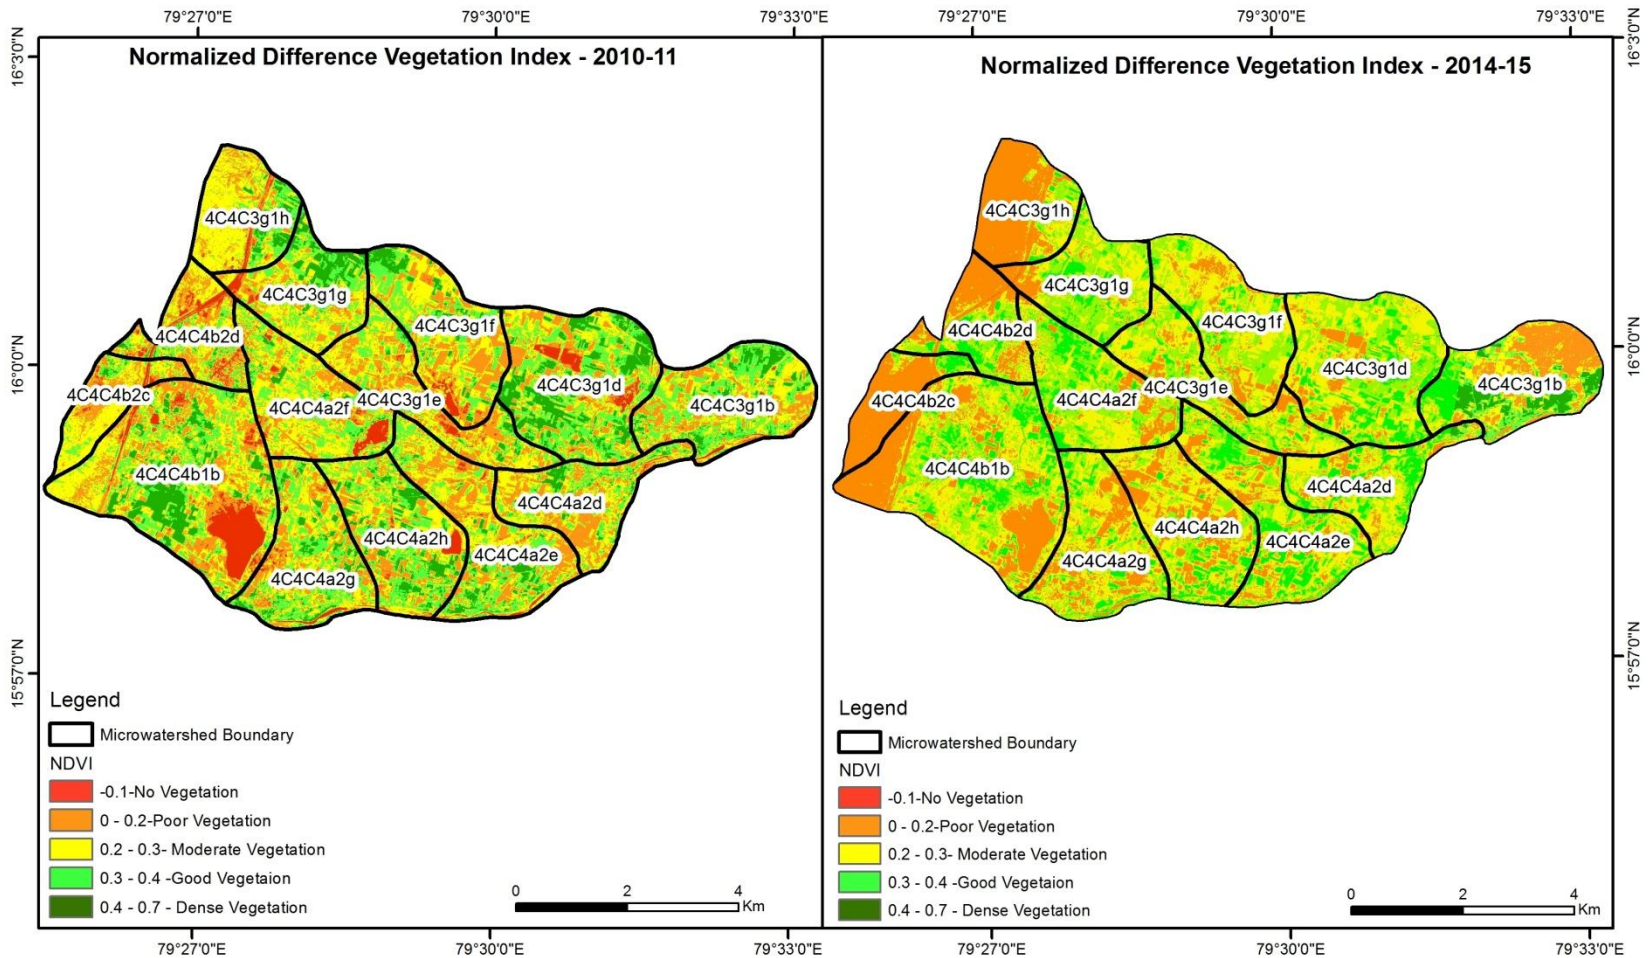 79°27'0"E 79°30'0"E 79°33'0"E 79°27'0"E 79°30'0"E 79°33'0"E
16°3'0"N
16°3'0"N
Normalized Difference Vegetation Index - 2010-11
Normalized Difference Vegetation Index - 2014-15
4C4C3g1h
4C4C3g1g
4C4C3g1f
4C4C4b2d
4C4C3g1d
4C4C4b2c
4C4C3g1e
4C4C4a2f
4C4C3g1b
4C4C4b1b
4C4C4a2d
4C4C4a2h
4C4C4a2e
4C4C4a2g
16°0'0"N
15°57'0"N
4C4C3g1h
4C4C3g1g
4C4C3g1f
4C4C4b2d
4C4C3g1d
4C4C3g1b
4C4C3g1e
4C4C4b2c
4C4C4a2f
4C4C4b1b
4C4C4a2d
4C4C4a2h
4C4C4a2e
4C4C4a2g
16°0'0"N
15°57'0"N
Legend
Microwatershed Boundary
NDVI
-0.1-No Vegetation
0 - 0.2-Poor Vegetation
0.2 - 0.3- Moderate Vegetation
0.3 - 0.4 -Good Vegetaion
0.4 - 0.7 - Dense Vegetation
0 2 4
Km
Legend
Microwatershed Boundary
NDVI
-0.1-No Vegetation
0 - 0.2-Poor Vegetation
0.2 - 0.3- Moderate Vegetation
0.3 - 0.4 -Good Vegetaion
0.4 - 0.7 - Dense Vegetation
0 2 4
Km
79°27'0"E 79°30'0"E 79°33'0"E 79°27'0"E 79°30'0"E 79°33'0"E